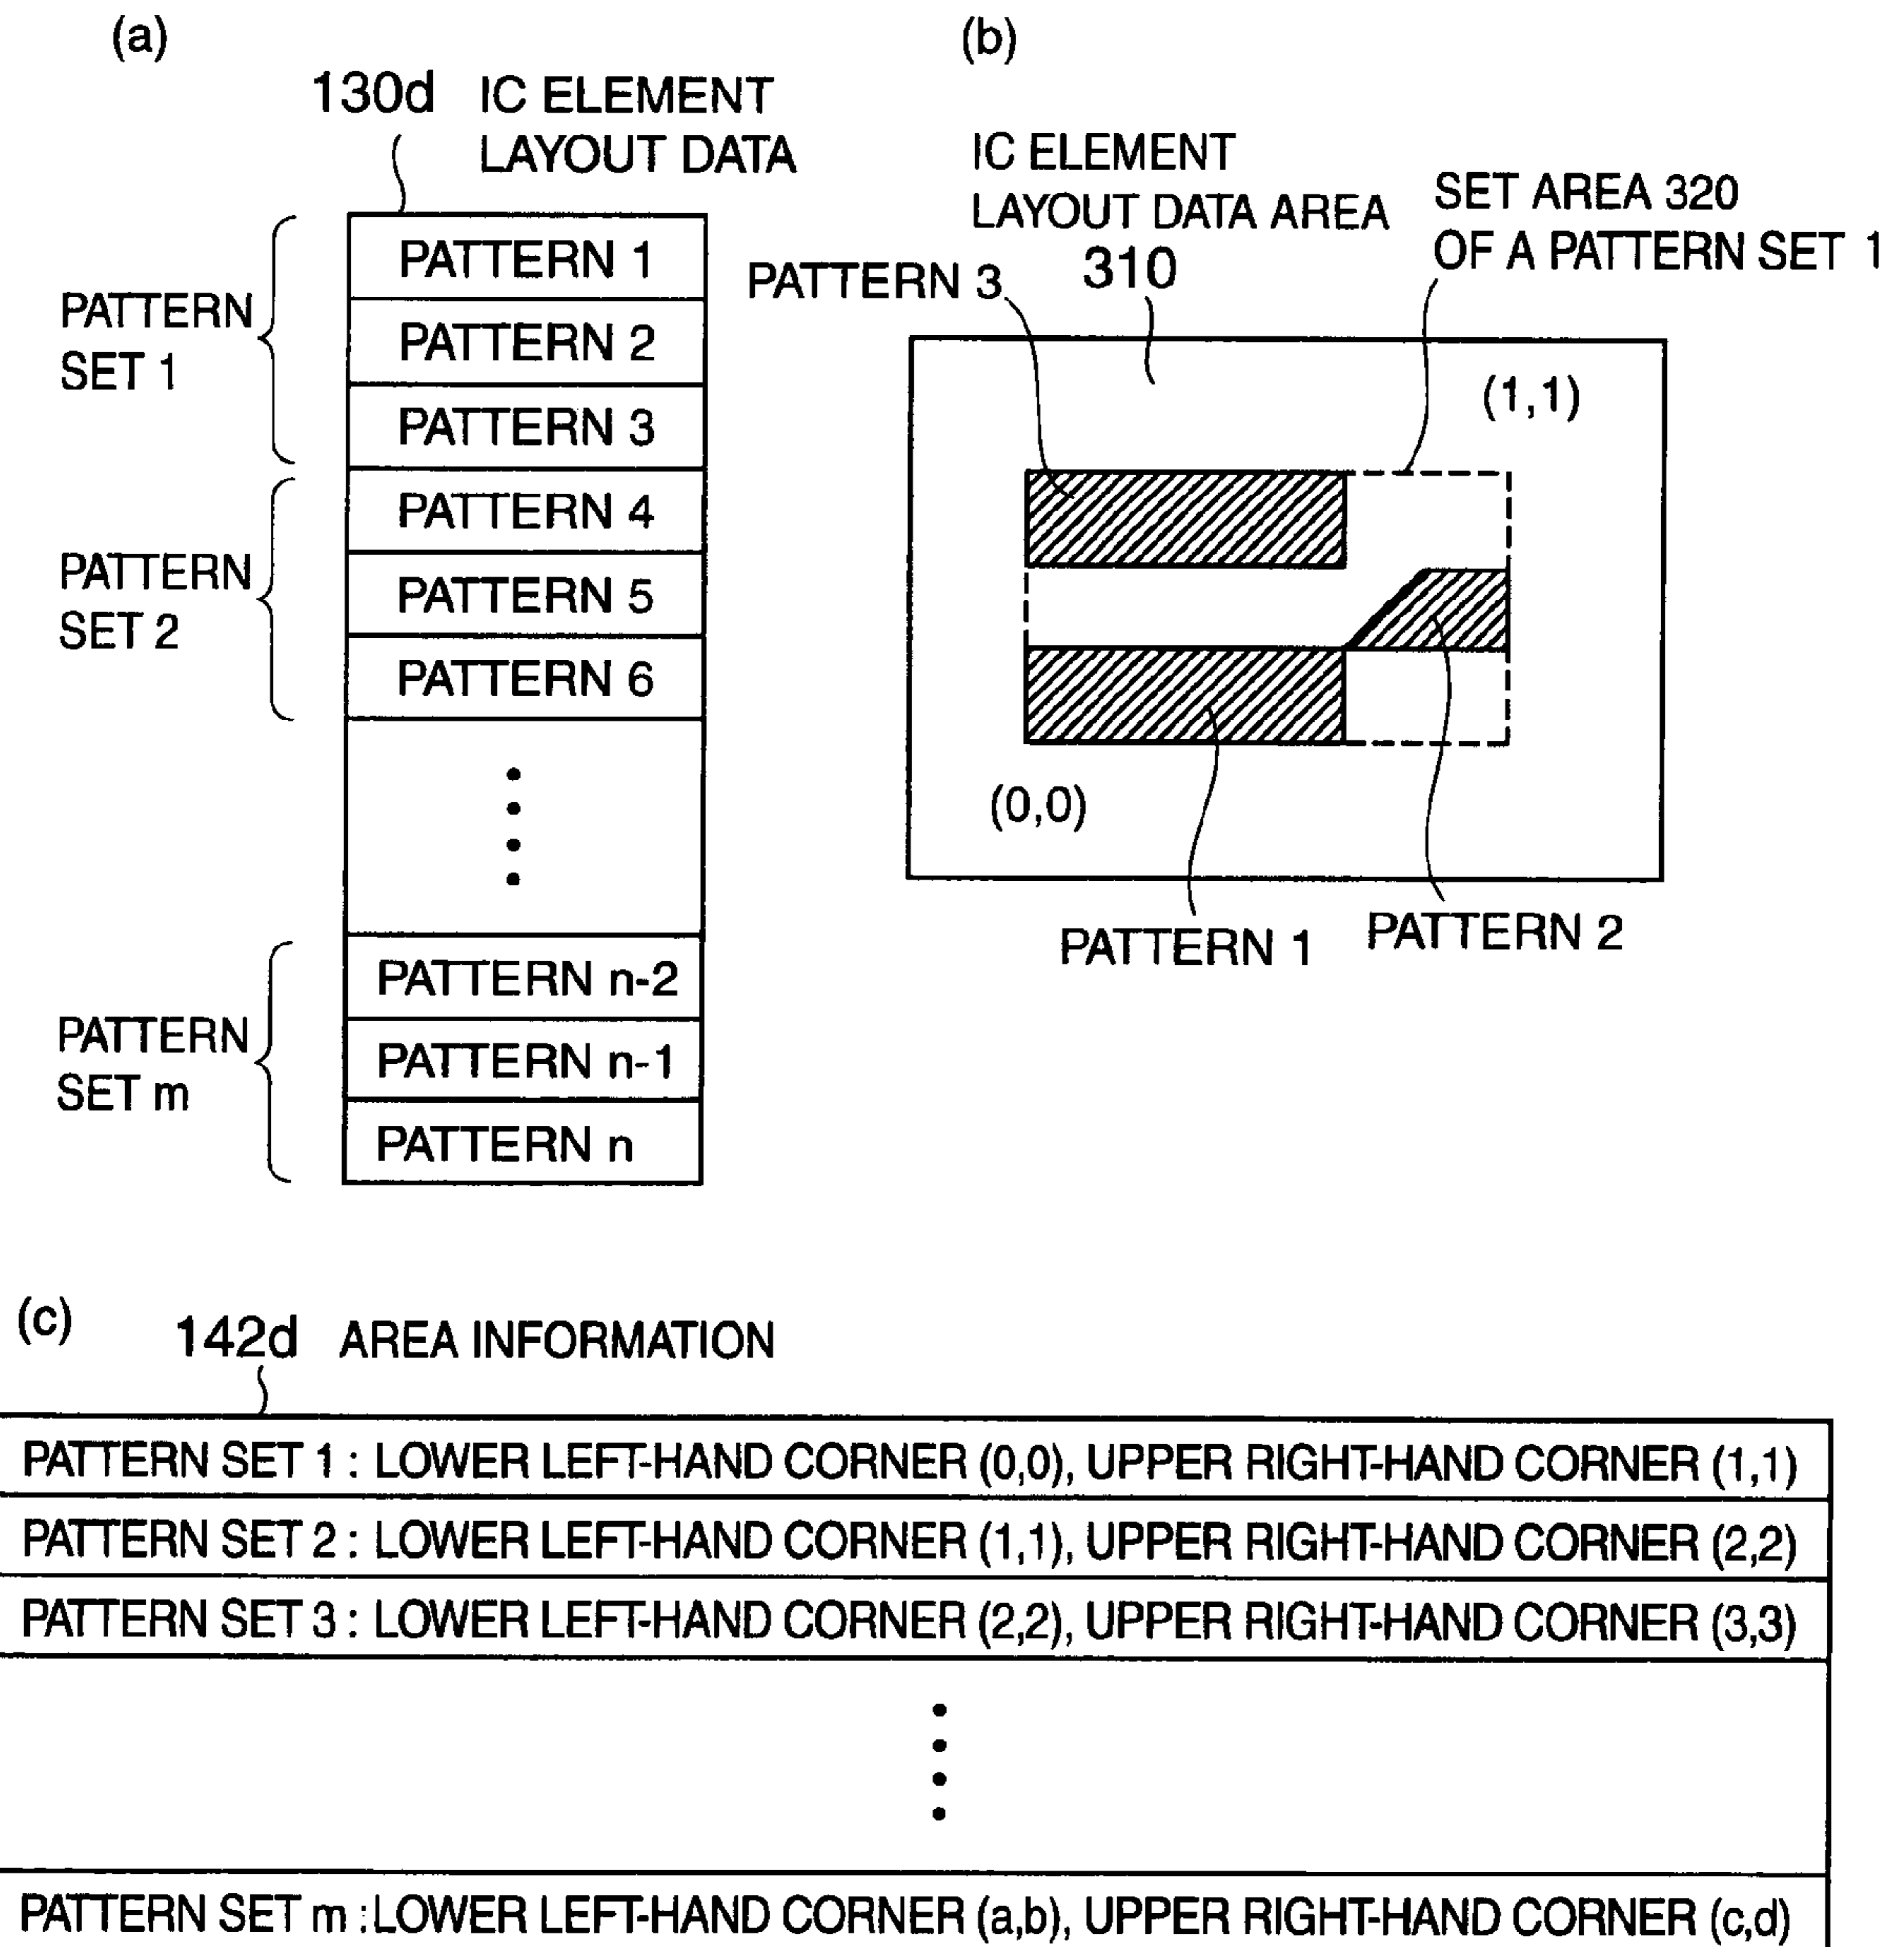 (a)
130d IC ELEMENT
LAYOUT DATA
PATTERN
SET 1
PATTERN 1
PATTERN 2
PATTERN 3
PATTERN
SET 2
PATTERN 4
PATTERN 5
PATTERN 6
PATTERN
SET m
PATTERN n-2
PATTERN n-1
PATTERN n
(b)
IC ELEMENT
LAYOUT DATA AREA
310
SET AREA 320
OF A PATTERN SET 1
PATTERN 3
(1,1)
(0,0)
PATTERN 1
PATTERN 2
(c)
142d AREA INFORMATION
PATTERN SET 1 : LOWER LEFT-HAND CORNER (0,0), UPPER RIGHT-HAND CORNER (1,1)
PATTERN SET 2 : LOWER LEFT-HAND CORNER (1,1), UPPER RIGHT-HAND CORNER (2,2)
PATTERN SET 3 : LOWER LEFT-HAND CORNER (2,2), UPPER RIGHT-HAND CORNER (3,3)
PATTERN SET m : LOWER LEFT-HAND CORNER (a,b), UPPER RIGHT-HAND CORNER (c,d)